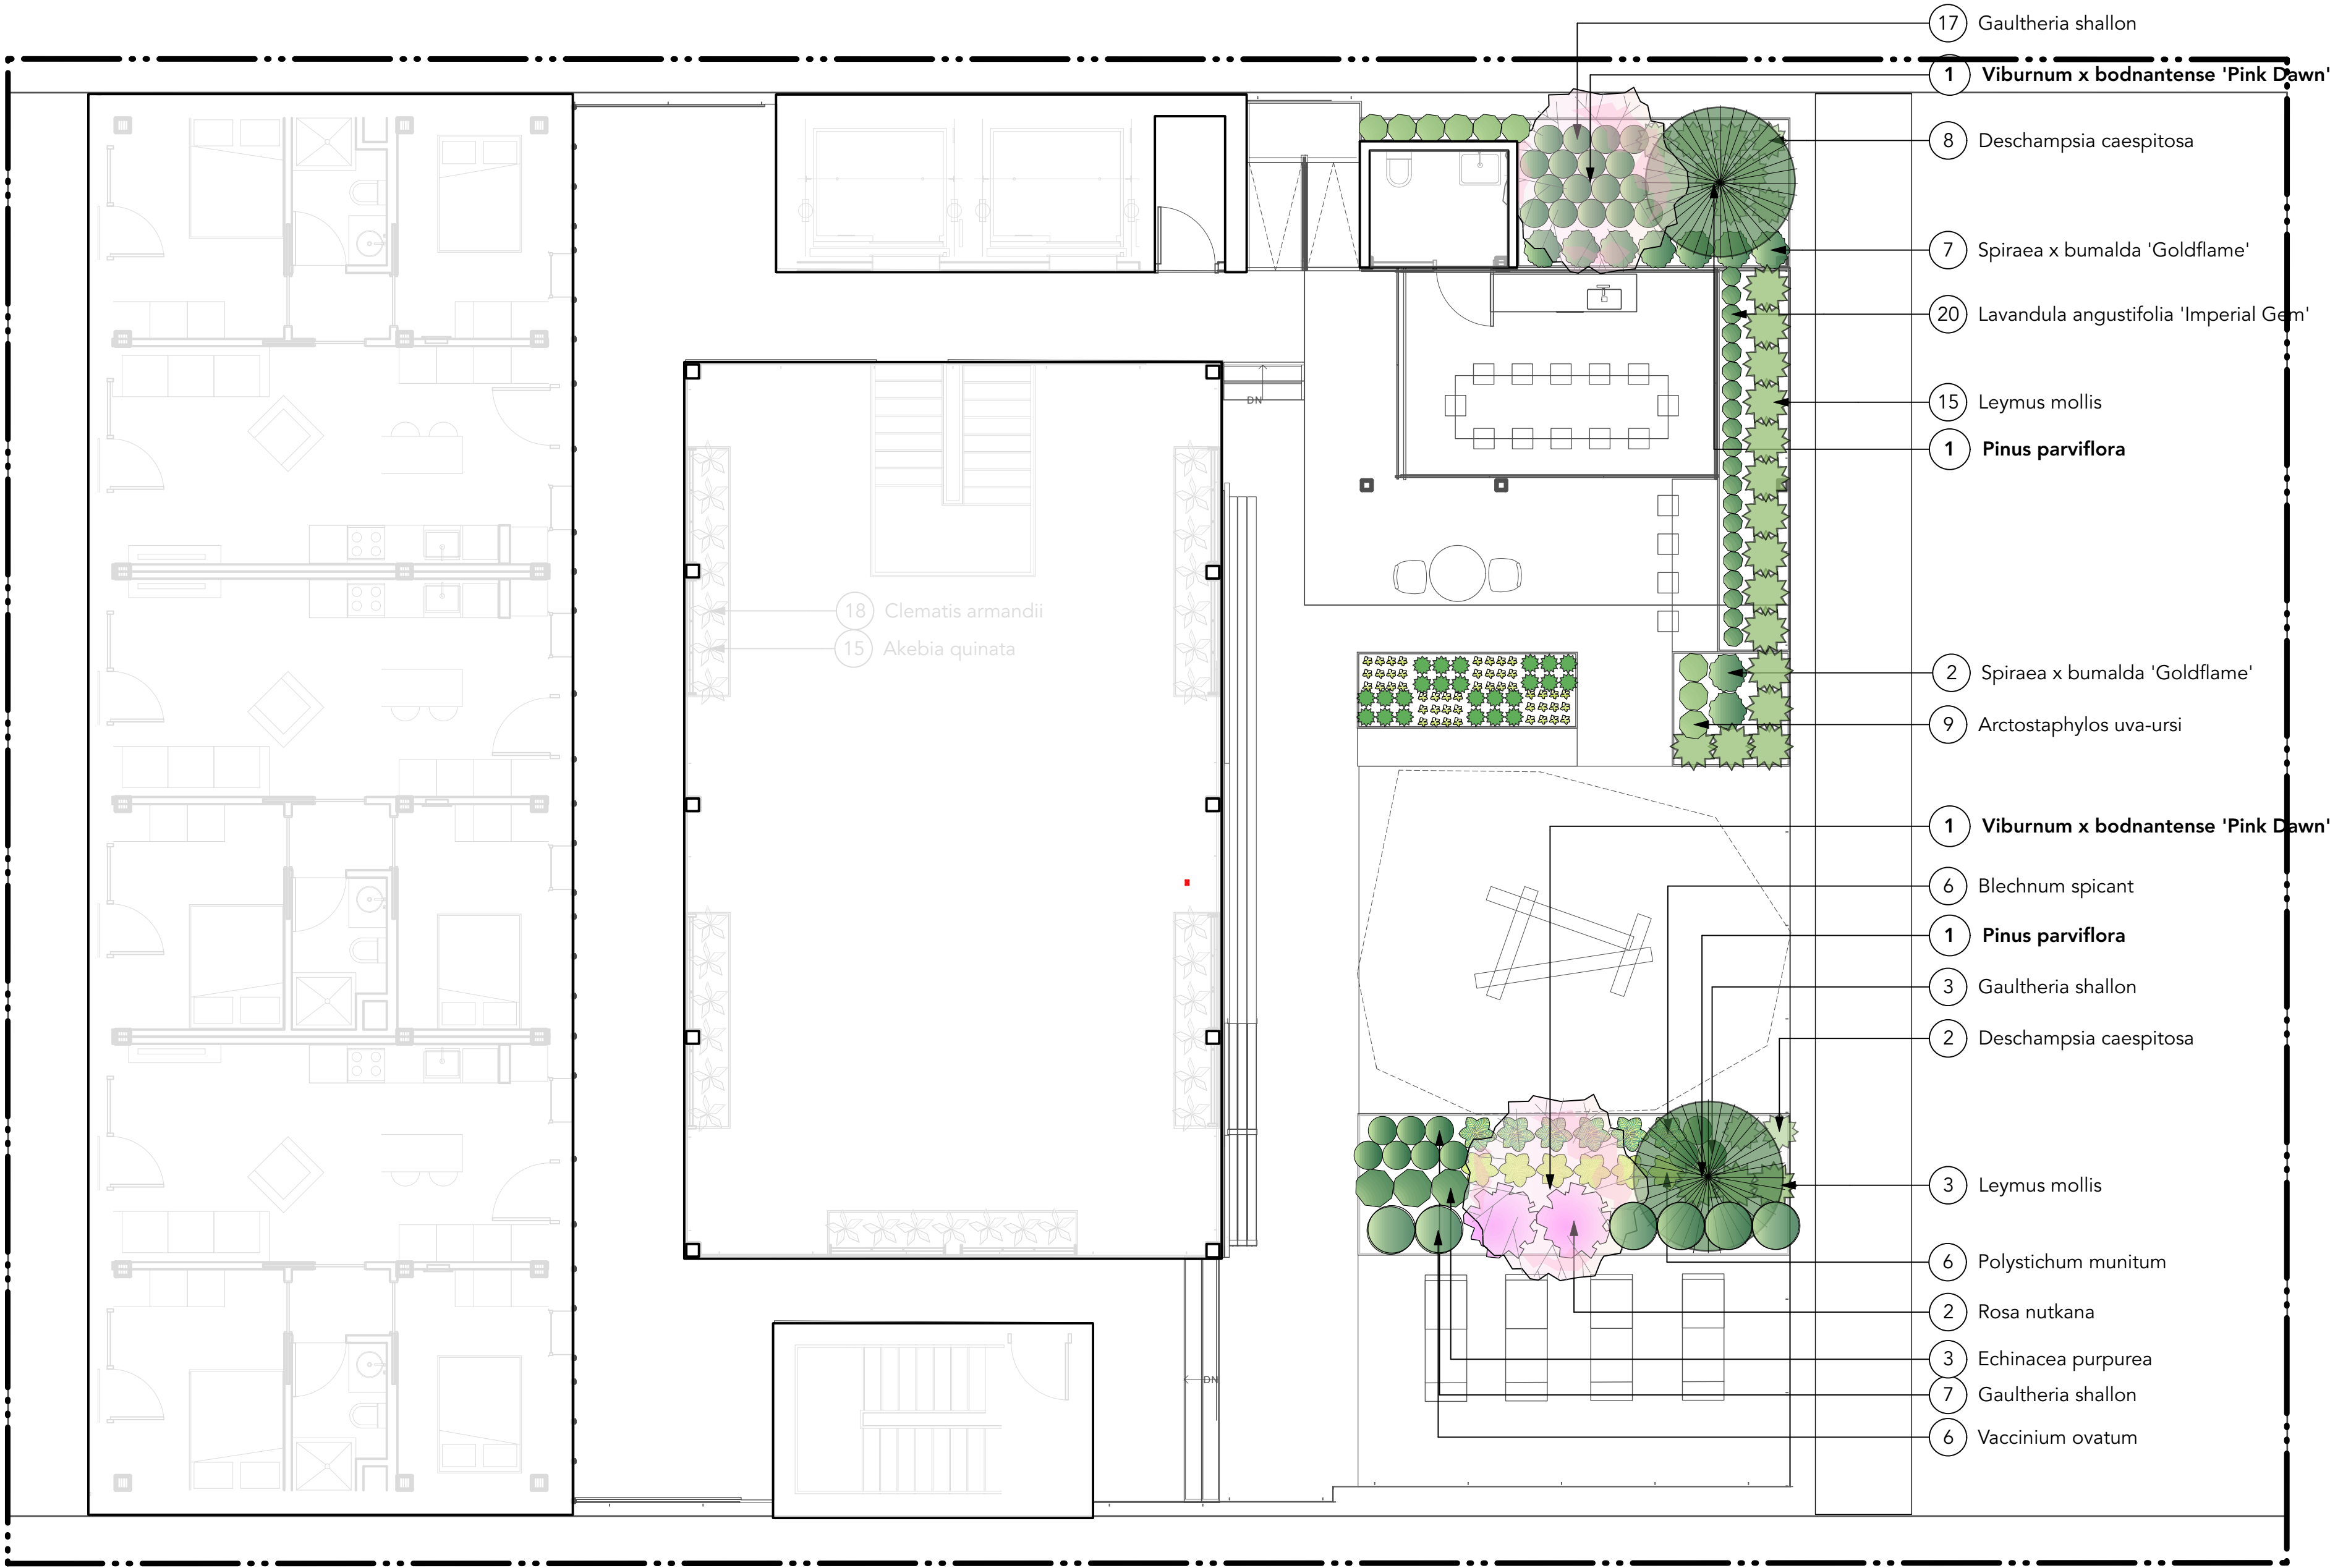 17 Gaultheria shallon
1 Viburnum x bodnantense 'Pink Dawn'
8 Deschampsia caespitosa
7 Spiraea x bumalda 'Goldflame'
20 Lavandula angustifolia 'Imperial Gem'
DN
15 Leymus mollis
1 Pinus parviflora
18 Clematis armandii
15 Akebia quinata
2 Spiraea x bumalda 'Goldflame'
9 Arctostaphylos uva-ursi
1 Viburnum x bodnantense 'Pink Dawn'
6 Blechnum spicant
1 Pinus parviflora
3 Gaultheria shallon
2 Deschampsia caespitosa
3 Leymus mollis
6 Polystichum munitum
2 Rosa nutkana
3 Echinacea purpurea
DN
7 Gaultheria shallon
6 Vaccinium ovatum